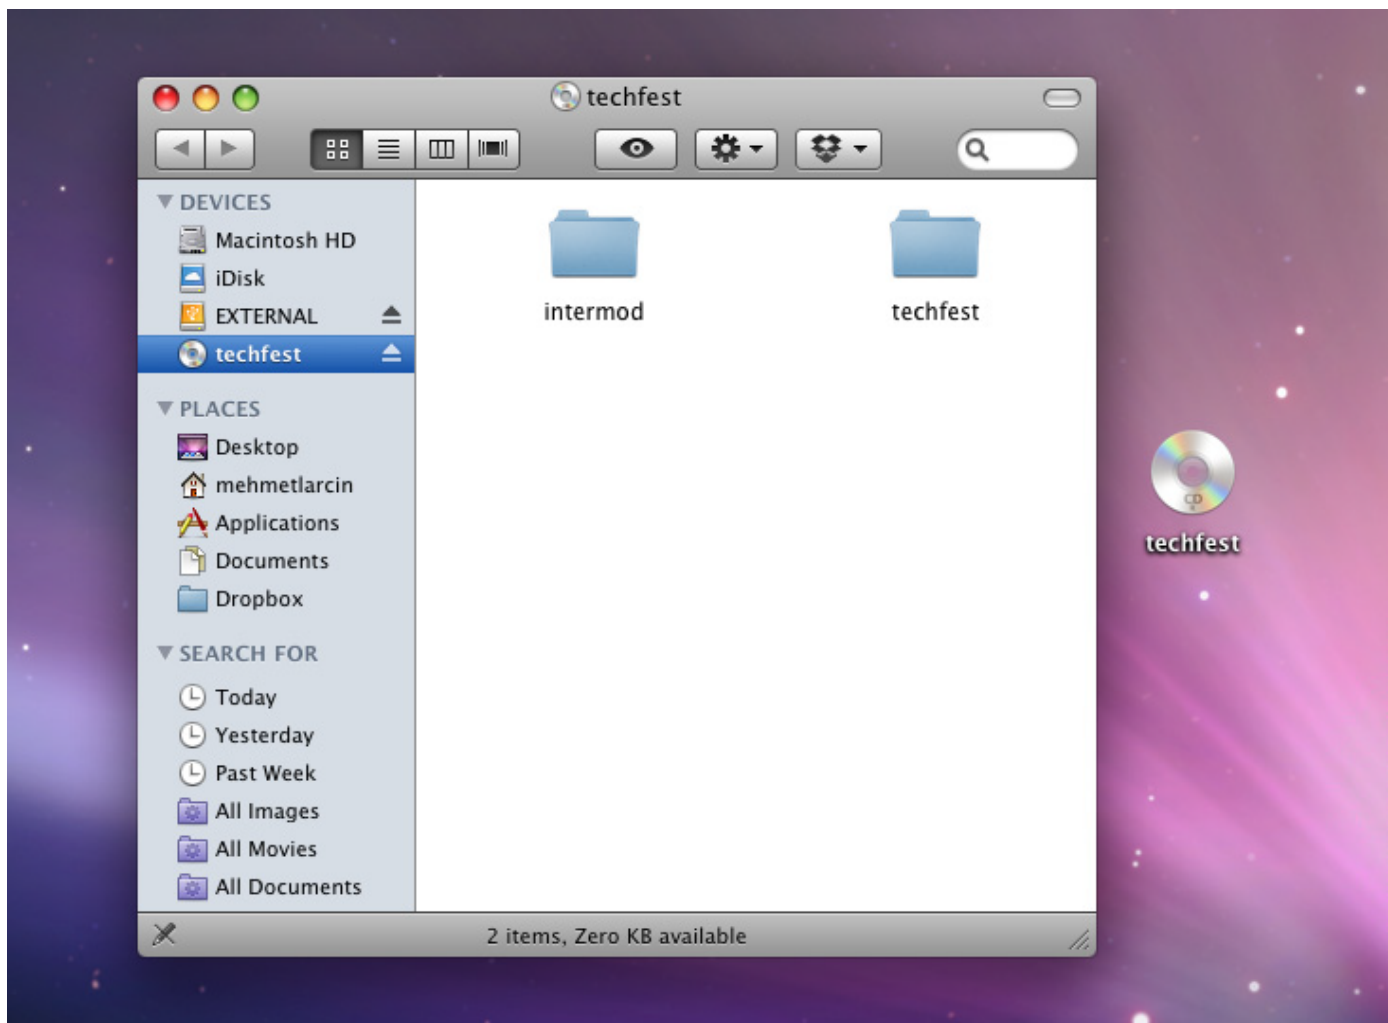 techfest
DEVICES
Macintosh HD
iDisk
EXTERNAL
techfest
PLACES
Desktop
mehmetlarcin
Applications
Documents
Dropbox
SEARCH FOR
Today
Yesterday
Past Week
All Images
All Movies
All Documents
intermod
techfest
2 items, Zero KB available
CD
R
techfest